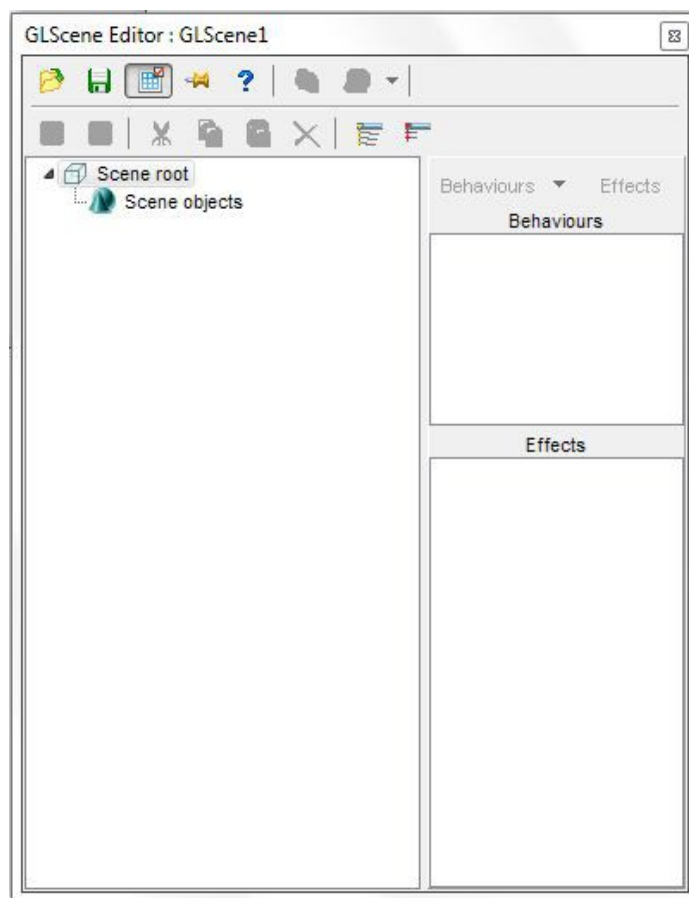 GLScene Editor : GLScene1
?
Scene root
Scene objects
Behaviours Effects
Behaviours
Effects